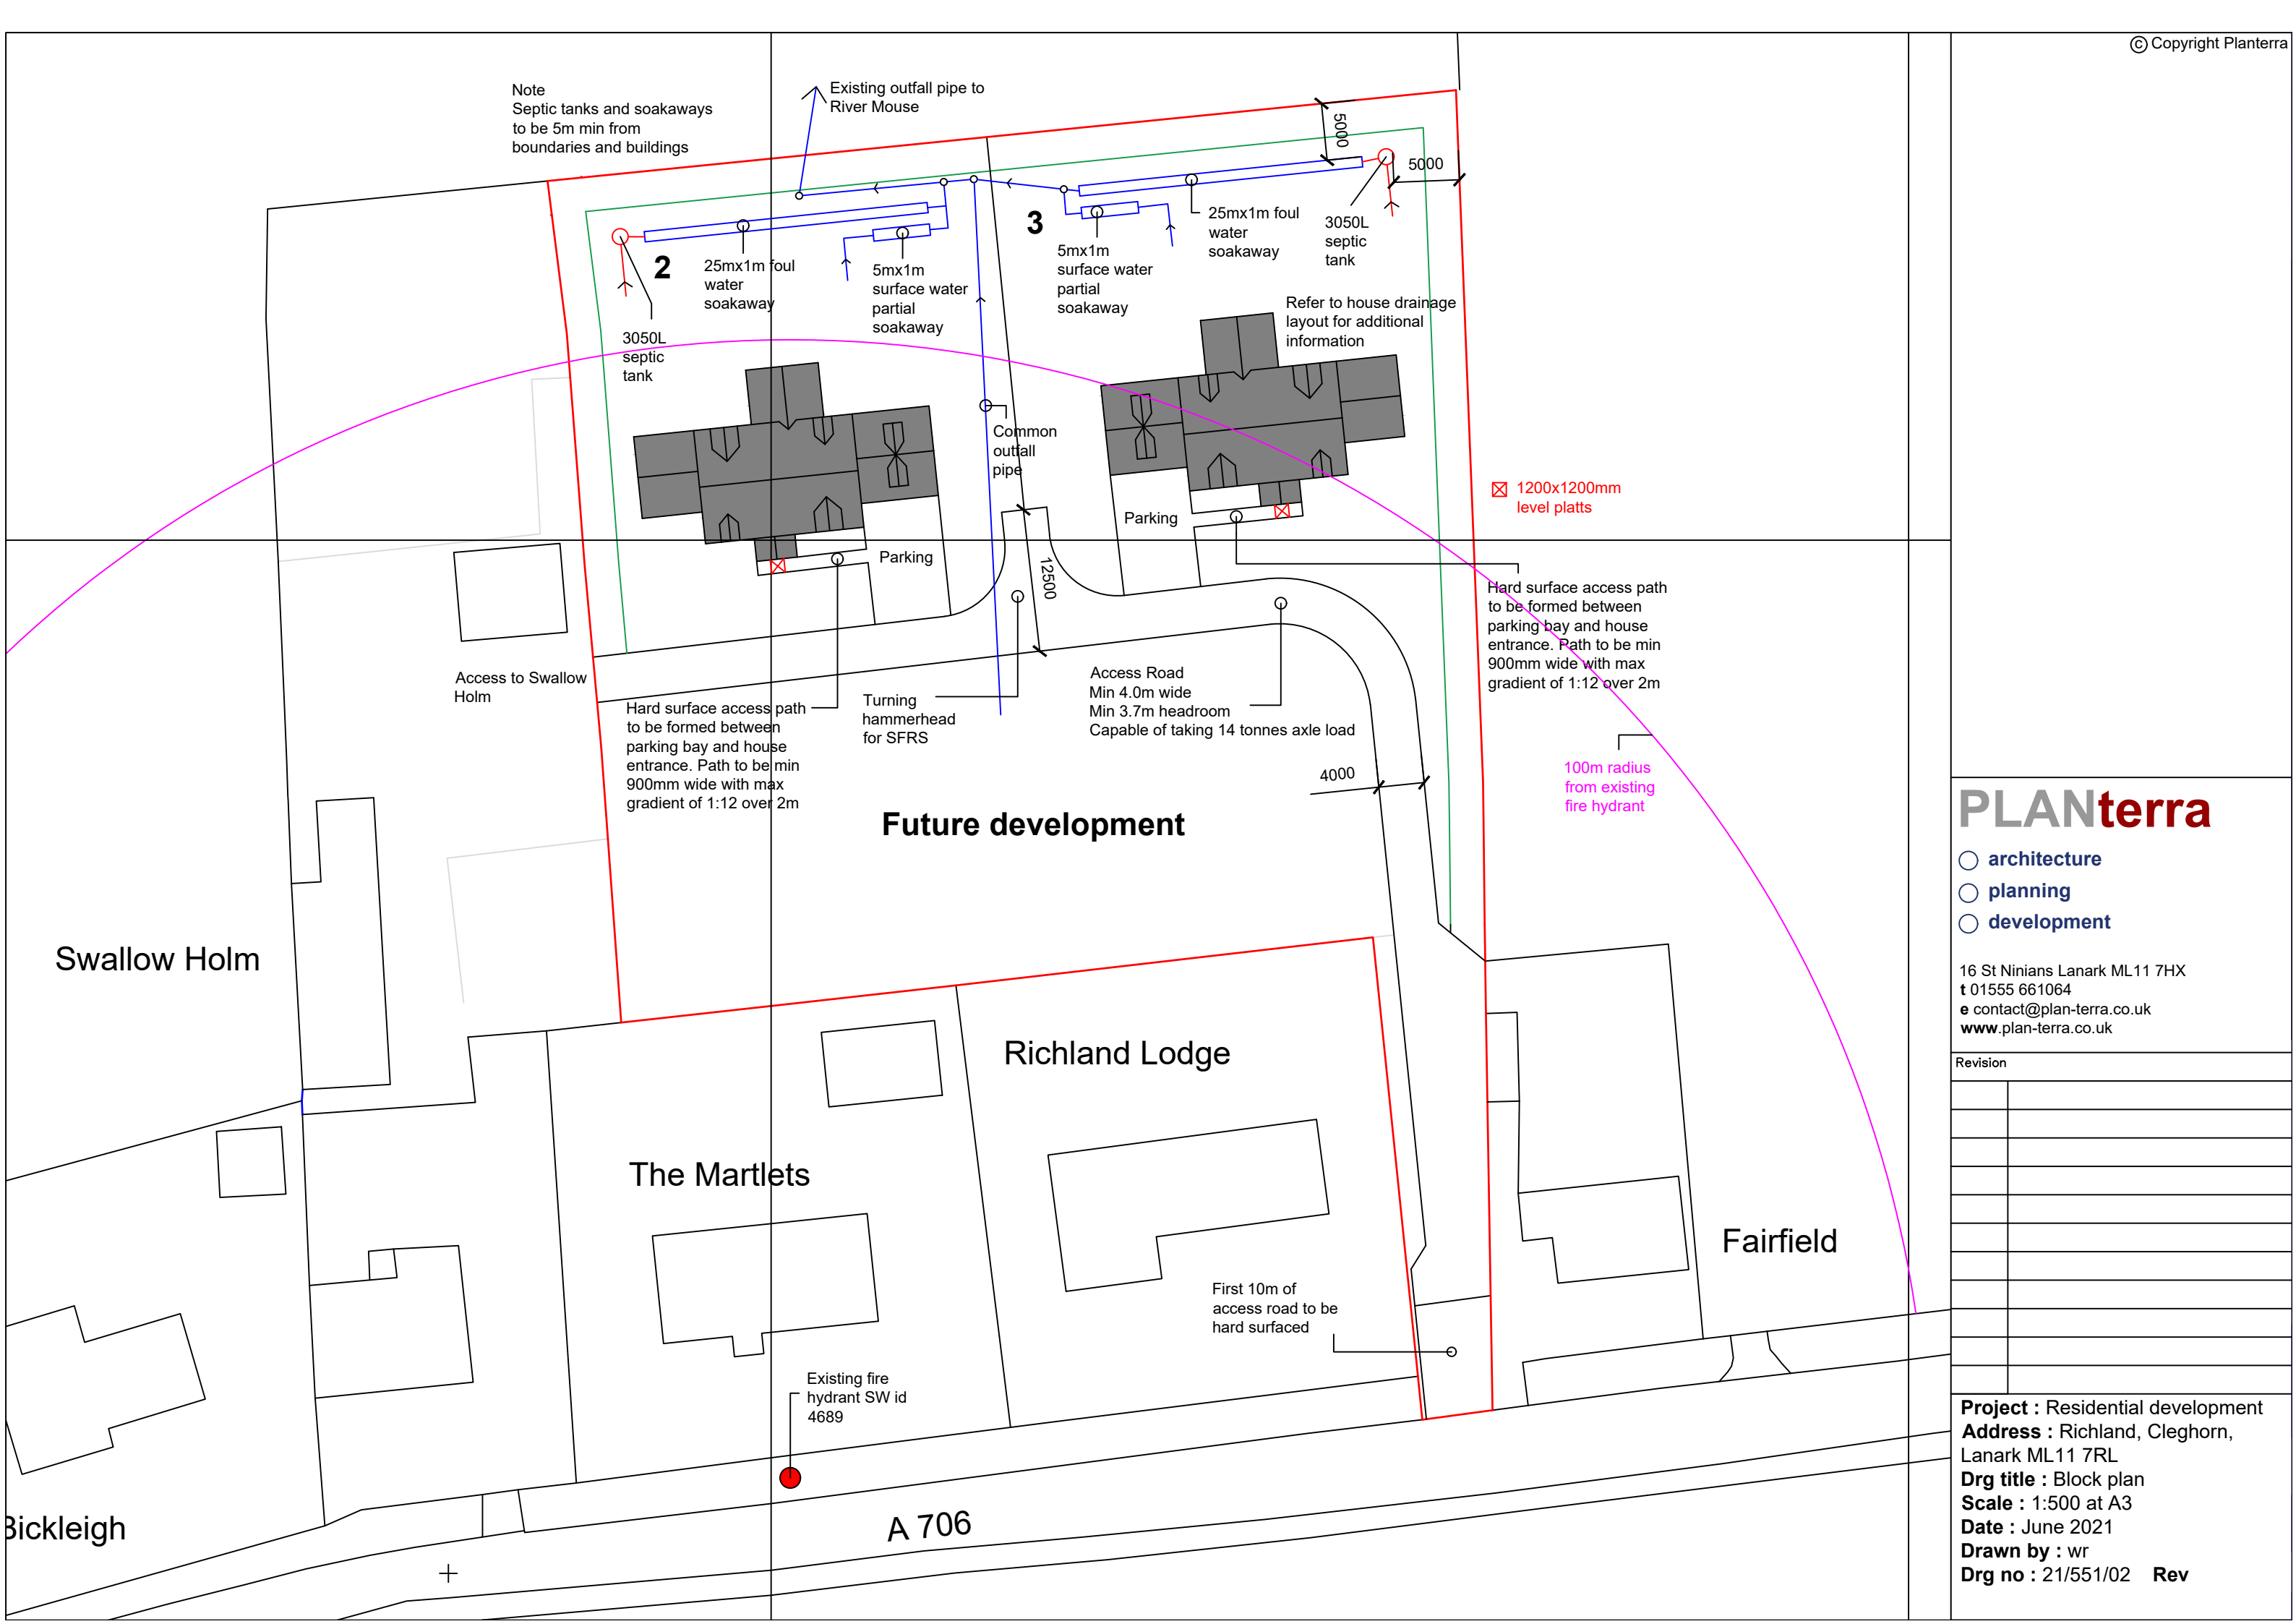 © Copyright Planterra
Note
Septic tanks and soakaways
to be 5m min from
boundaries and buildings
Existing outfall pipe to
River Mouse
5000
5000
2
25mx1m foul
water
soakaway
5mx1m
surface water
partial
soakaway
3050L
septic
tank
3
5mx1m
surface water
partial
soakaway
25mx1m foul
water
soakaway
3050L
septic
tank
Refer to house drainage
layout for additional
information
Common
outfall
pipe
Parking
Parking
12500
1200x1200mm
level platts
Hard surface access path
to be formed between
parking bay and house
entrance. Path to be min
900mm wide with max
gradient of 1:12 over 2m
Access to Swallow
Holm
Hard surface access path
to be formed between
parking bay and house
entrance. Path to be min
900mm wide with max
gradient of 1:12 over 2m
Turning
hammerhead
for SFRS
Access Road
Min 4.0m wide
Min 3.7m headroom
Capable of taking 14 tonnes axle load
4000
100m radius
from existing
fire hydrant
Future development
Swallow Holm
Richland Lodge
The Martlets
Fairfield
First 10m of
access road to be
hard surfaced
Existing fire
hydrant SW id
4689
A 706
Bickleigh
PLANterra
architecture
planning
development
16 St Ninians Lanark ML11 7HX
t 01555 661064
e contact@plan-terra.co.uk
www.plan-terra.co.uk
Revision
Project : Residential development
Address : Richland, Cleghorn,
Lanark ML11 7RL
Drg title : Block plan
Scale : 1:500 at A3
Date : June 2021
Drawn by : wr
Drg no : 21/551/02 Rev